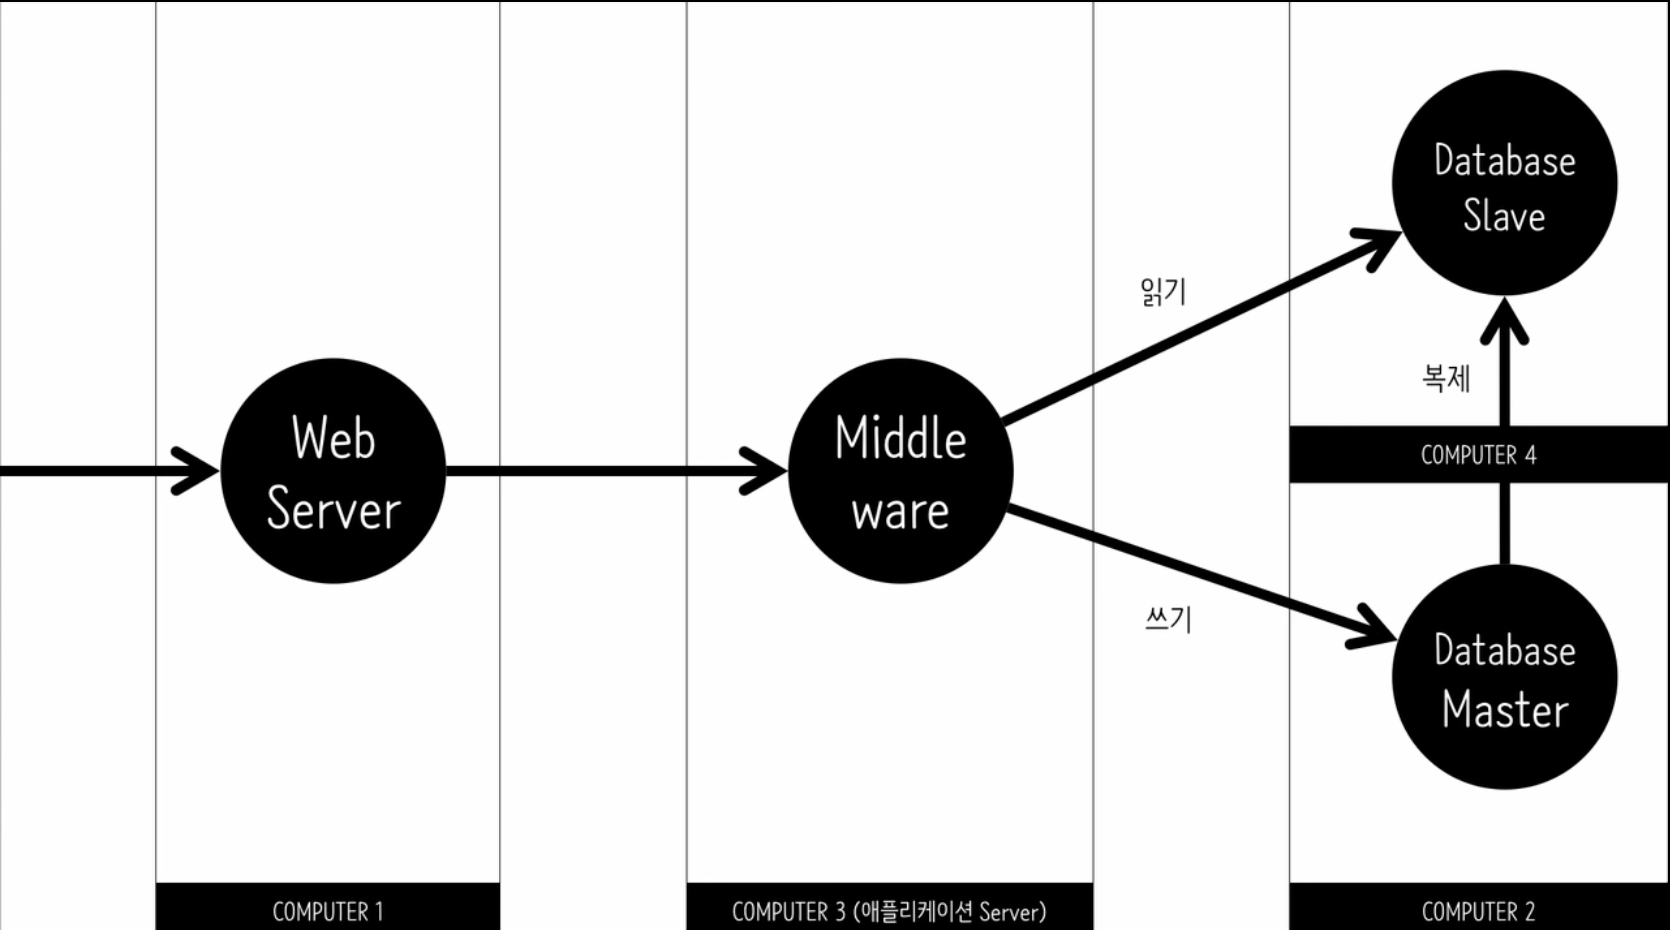 Web
Server
Middle
ware
읽기
쓰기
Database
Slave
복제
COMPUTER 4
Database
Master
COMPUTER 1
COMPUTER 3 (애플리케이션 Server)
COMPUTER 2